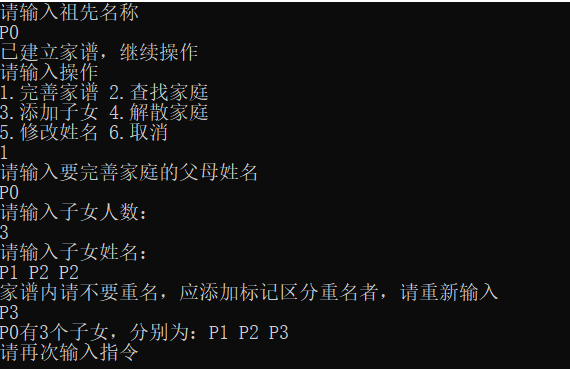 请输入祖先名称
P0
已建立家谱，继续操作
请输入操作
1.完善家谱 2.查找家庭
3.添加子女 4.解散家庭
5.修改姓名 6.取消
1
请输入要完善家庭的父母姓名
P0
请输入子女人数：
3
请输入子女姓名：
P1 P2 P2
家谱内请不要重名，应添加标记区分重名者，请重新输入
P3
P0有3个子女，分别为：P1 P2 P3
请再次输入指令